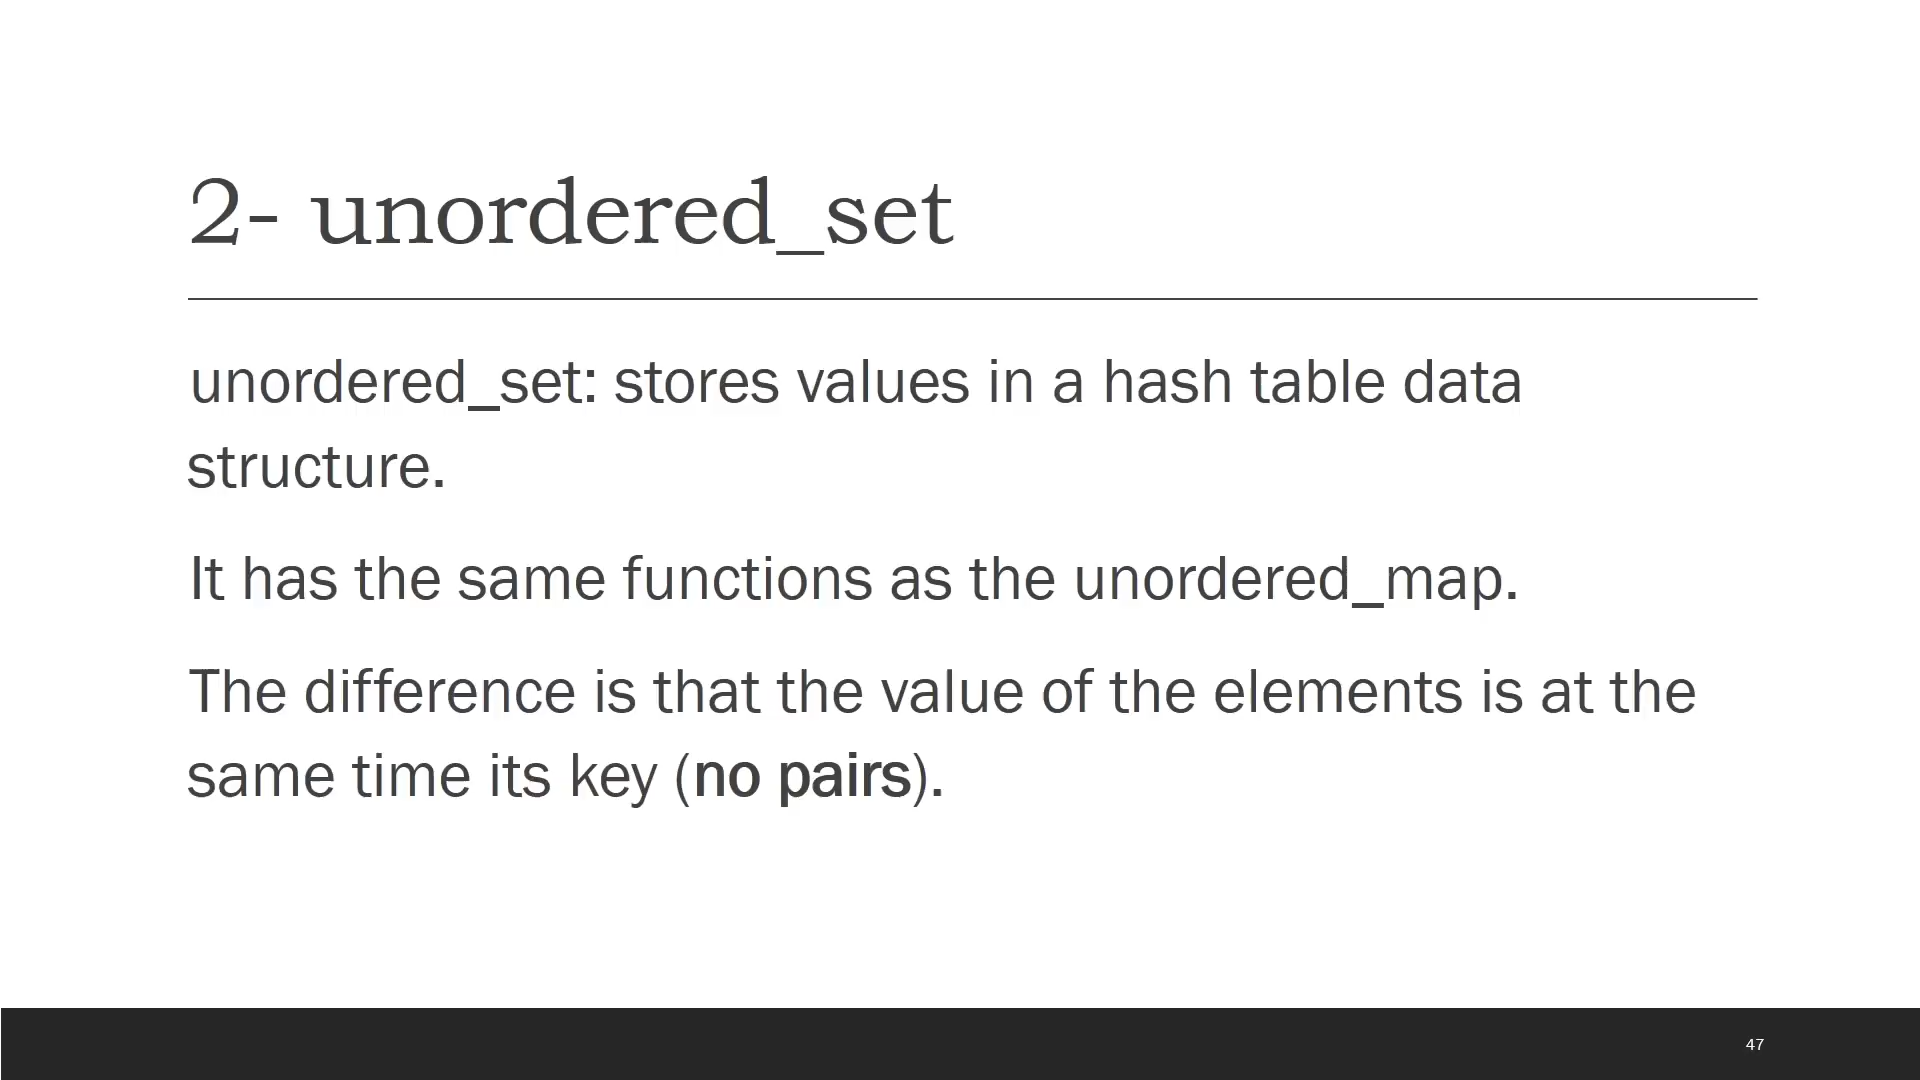 2- unordered_set
unordered_set: stores values in a hash table data
structure.
It has the same functions as the unordered_map.
The difference is that the value of the elements is at the
same time its key (no pairs).
47